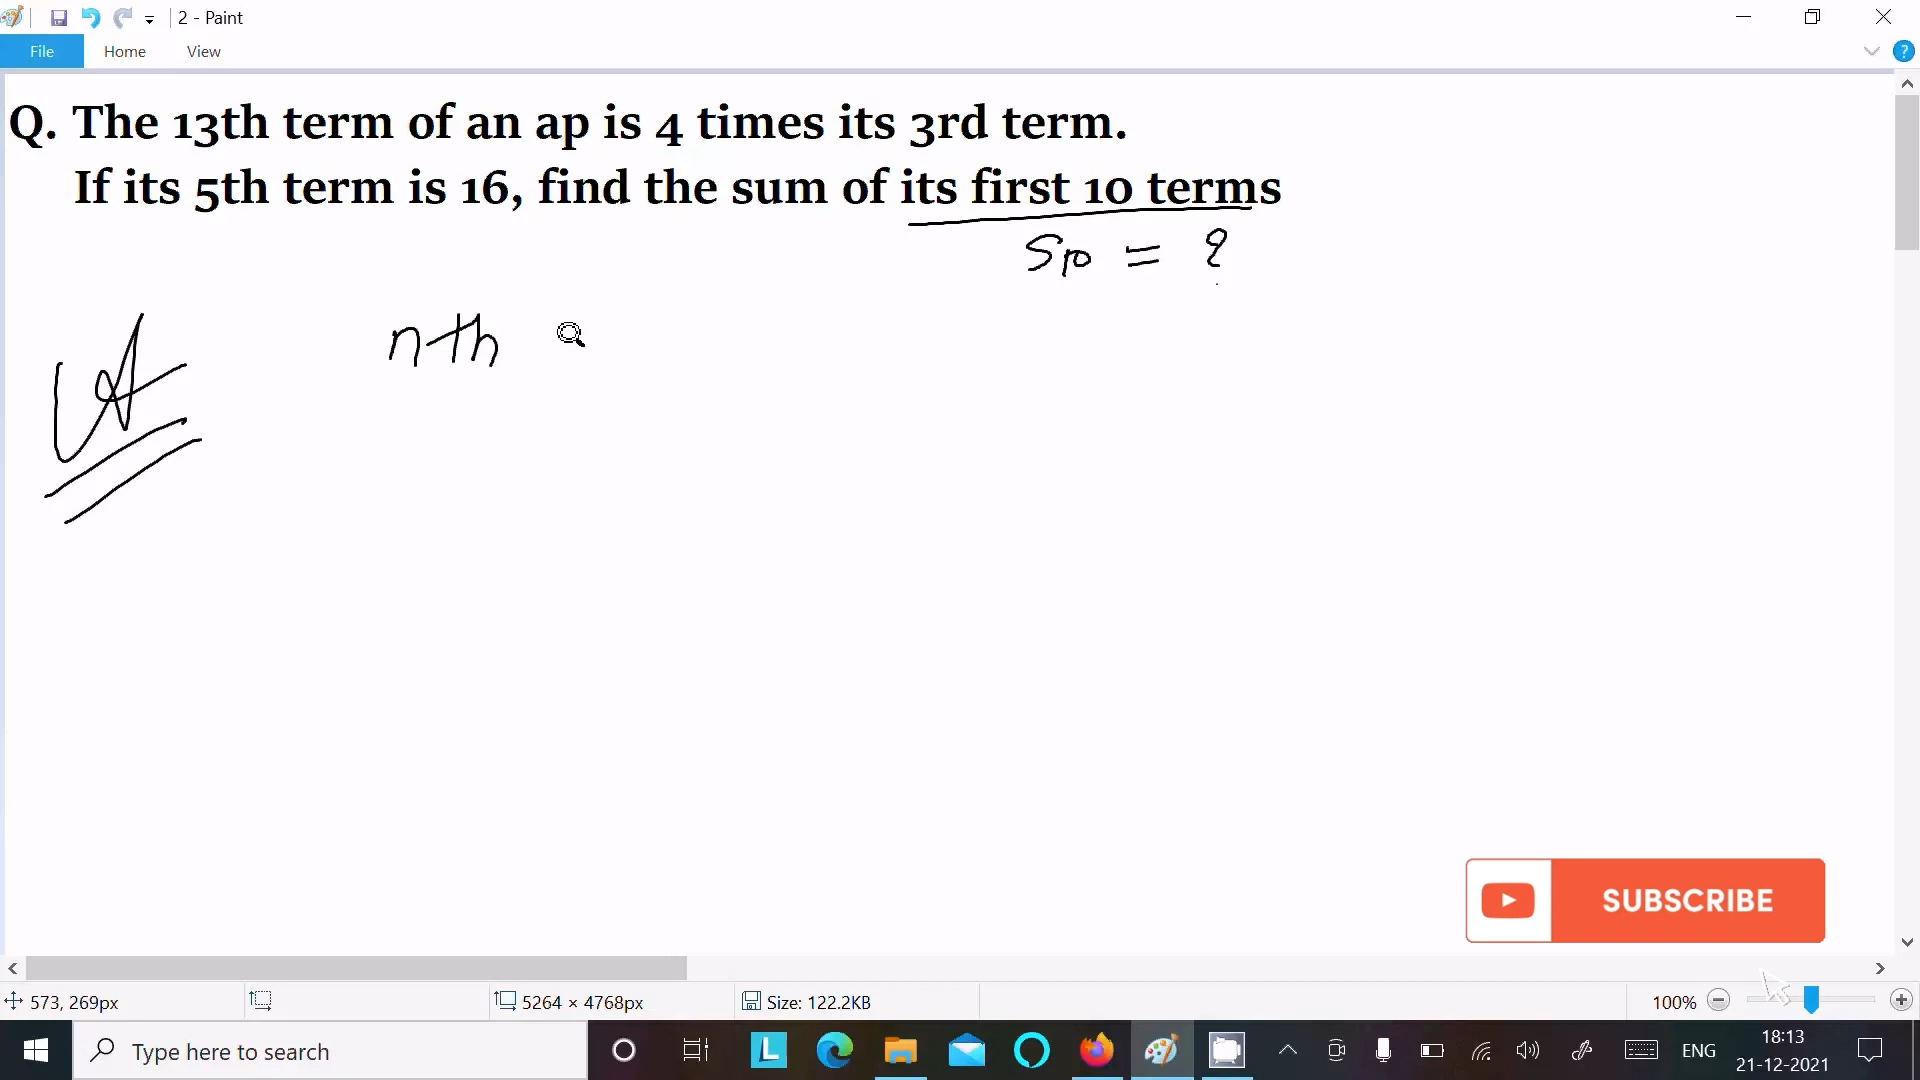 2 - Paint
File Home View
Q. The 13th term of an ap is 4 times its 3rd term.
If its 5th term is 16, find the sum of its first 10 terms
S10 = ?
nth
SUBSCRIBE
573, 269px 5264 × 4768px Size: 122.2KB 100%
Type here to search L ENG 18:13
21-12-2021